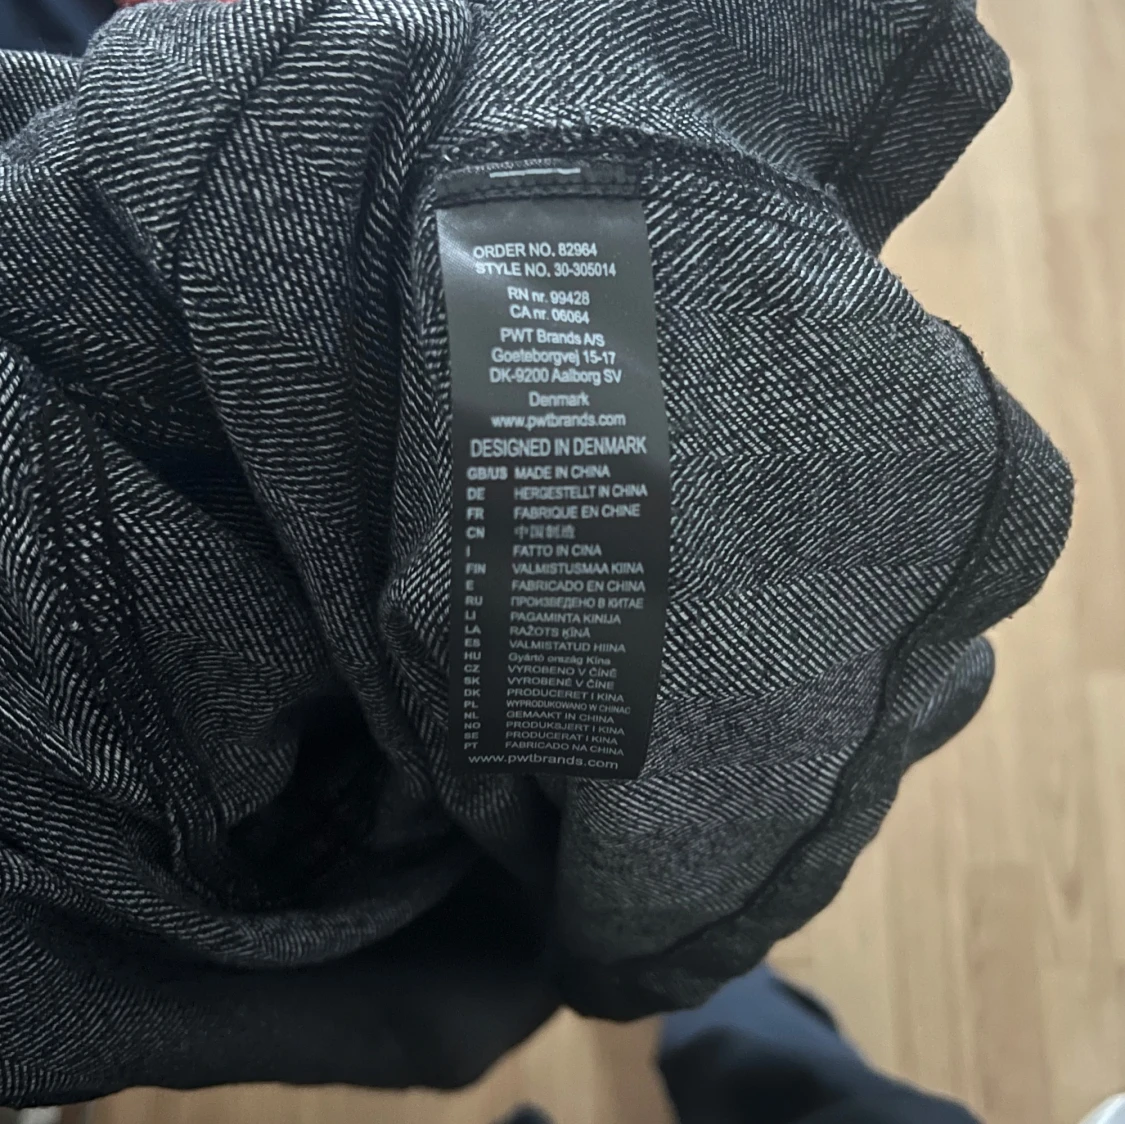 ORDER NO. 82964
STYLE NO. 30-305014
RN nr. 99428
CA nr. 06064
PWT Brands A/S
Goeteborgvej 15-17
DK-9200 Aalborg SV
Denmark
www.pwtbrands.com
DESIGNED IN DENMARK
GB/US MADE IN CHINA
DE HERGESTELLT IN CHINA
FR FABRIQUE EN CHINE
CN 中国制造
I FATTO IN CINA
FIN VALMISTUSMAA KIINA
E FABRICADO EN CHINA
RU ПРОИЗВЕДЕНО В КИТАЕ
LI PAGAMINTA KINIJA
LA RAŽOTS ĶĪNĀ
ES VALMISTATUD HIINA
HU Gyártó ország Kína
CZ VYROBENO V ČÍNĚ
SK VYROBENÉ V ČÍNE
DK PRODUCERET I KINA
PL WYPRODUKOWANO W CHINAC
NL GEMAAKT IN CHINA
NO PRODUKSJERT I KINA
SE PRODUCERAT I KINA
PT FABRICADO NA CHINA
www.pwtbrands.com